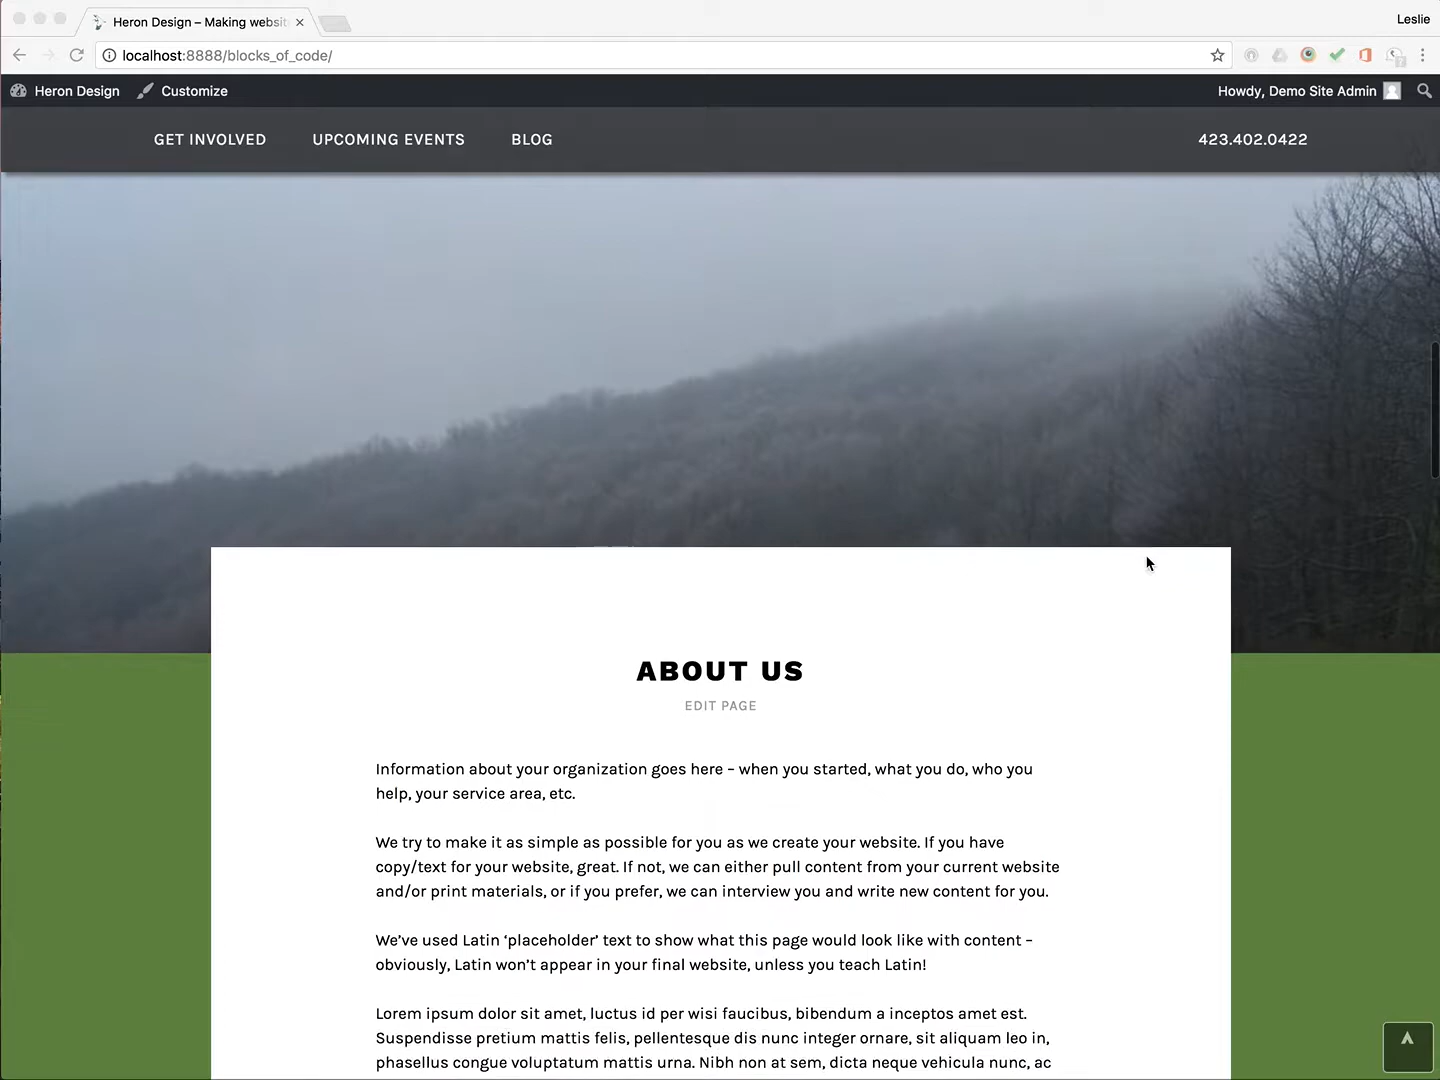 Heron Design – Making websit
Leslie
localhost:8888/blocks_of_code/
Heron Design
Customize
Howdy, Demo Site Admin
GET INVOLVED
UPCOMING EVENTS
BLOG
423.402.0422
ABOUT US
EDIT PAGE
Information about your organization goes here – when you started, what you do, who you
help, your service area, etc.
We try to make it as simple as possible for you as we create your website. If you have
copy/text for your website, great. If not, we can either pull content from your current website
and/or print materials, or if you prefer, we can interview you and write new content for you.
We’ve used Latin ‘placeholder’ text to show what this page would look like with content –
obviously, Latin won’t appear in your final website, unless you teach Latin!
Lorem ipsum dolor sit amet, luctus id per wisi faucibus, bibendum a inceptos amet est.
Suspendisse pretium mattis felis, pellentesque dis nunc integer ornare, sit aliquam leo in,
phasellus congue voluptatum mattis urna. Nibh non at sem, dicta neque vehicula nunc, ac